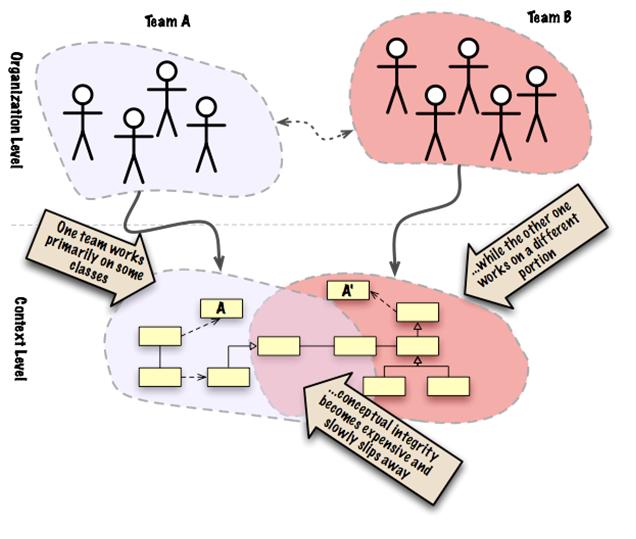 Team A
Team B
Organization Level
One team works
primarily on some
classes
...while the other one
works on a different
portion
Context Level
A
A'
...conceptual integrity
becomes expensive and
slowly slips away